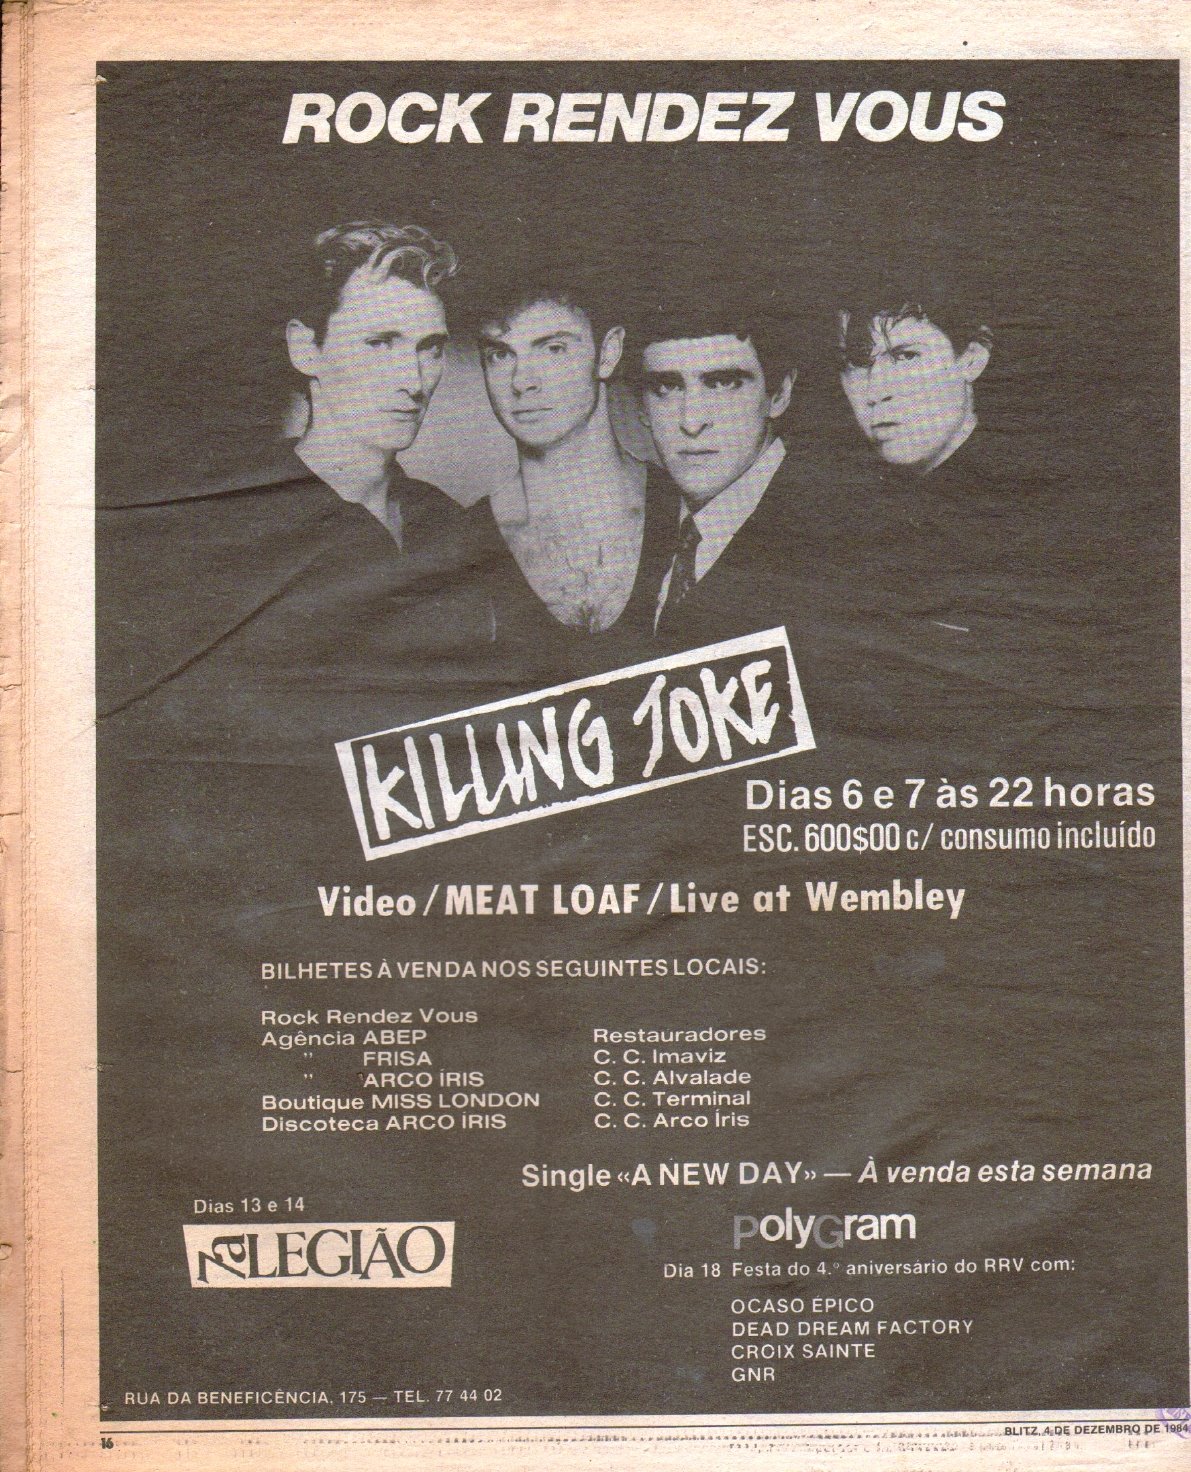 ROCK RENDEZ VOUS
KILLING JOKE
Dias 6 e 7 às 22 horas
ESC. 600$00 c/ consumo incluído
Video / MEAT LOAF / Live at Wembley
BILHETES À VENDA NOS SEGUINTES LOCAIS:
Rock Rendez Vous
Agência ABEP Restauradores
" FRISA C. C. Imaviz
" ARCO ÍRIS C. C. Alvalade
Boutique MISS LONDON C. C. Terminal
Discoteca ARCO ÍRIS C. C. Arco Íris
Single «A NEW DAY» — À venda esta semana
Dias 13 e 14
7a LEGIÃO
PolyGram
Dia 18 Festa do 4.º aniversário do RRV com:
OCASO ÉPICO
DEAD DREAM FACTORY
CROIX SAINTE
GNR
RUA DA BENEFICÊNCIA, 175 — TEL. 77 44 02
16
BLITZ, 4 DE DEZEMBRO DE 1984